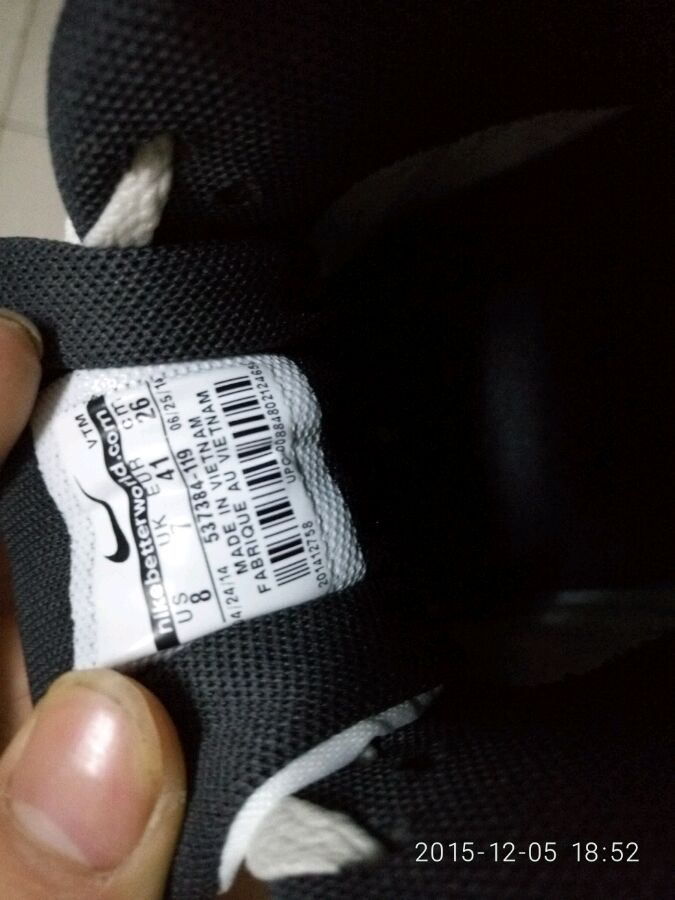 VTM
nikebetterworld.com
US UK EUR cm
8 7 41 26
4/24/14 06/25/14
537384-119
MADE IN VIETNAM
FABRIQUE AU VIETNAM
201412758
2015-12-05 18:52